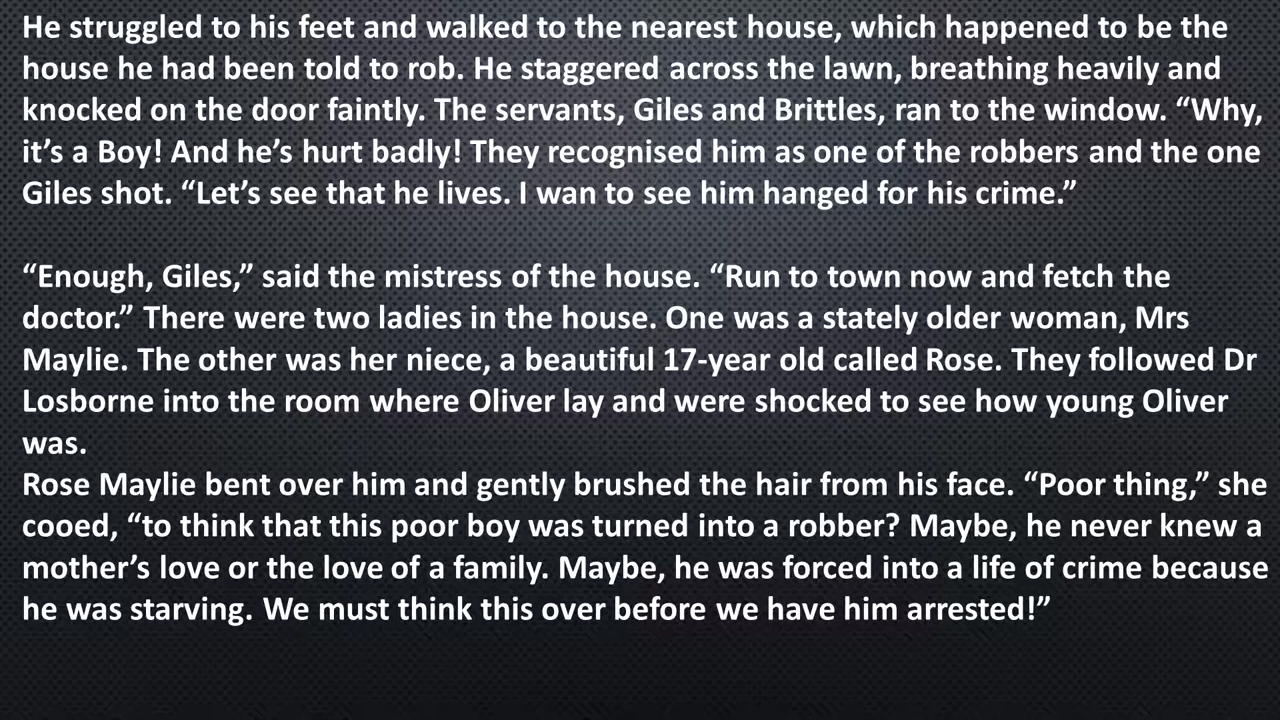 He struggled to his feet and walked to the nearest house, which happened to be the
house he had been told to rob. He staggered across the lawn, breathing heavily and
knocked on the door faintly. The servants, Giles and Brittles, ran to the window. “Why,
it’s a Boy! And he’s hurt badly! They recognised him as one of the robbers and the one
Giles shot. “Let’s see that he lives. I wan to see him hanged for his crime.”
“Enough, Giles,” said the mistress of the house. “Run to town now and fetch the
doctor.” There were two ladies in the house. One was a stately older woman, Mrs
Maylie. The other was her niece, a beautiful 17-year old called Rose. They followed Dr
Losborne into the room where Oliver lay and were shocked to see how young Oliver
was.
Rose Maylie bent over him and gently brushed the hair from his face. “Poor thing,” she
cooed, “to think that this poor boy was turned into a robber? Maybe, he never knew a
mother’s love or the love of a family. Maybe, he was forced into a life of crime because
he was starving. We must think this over before we have him arrested!”